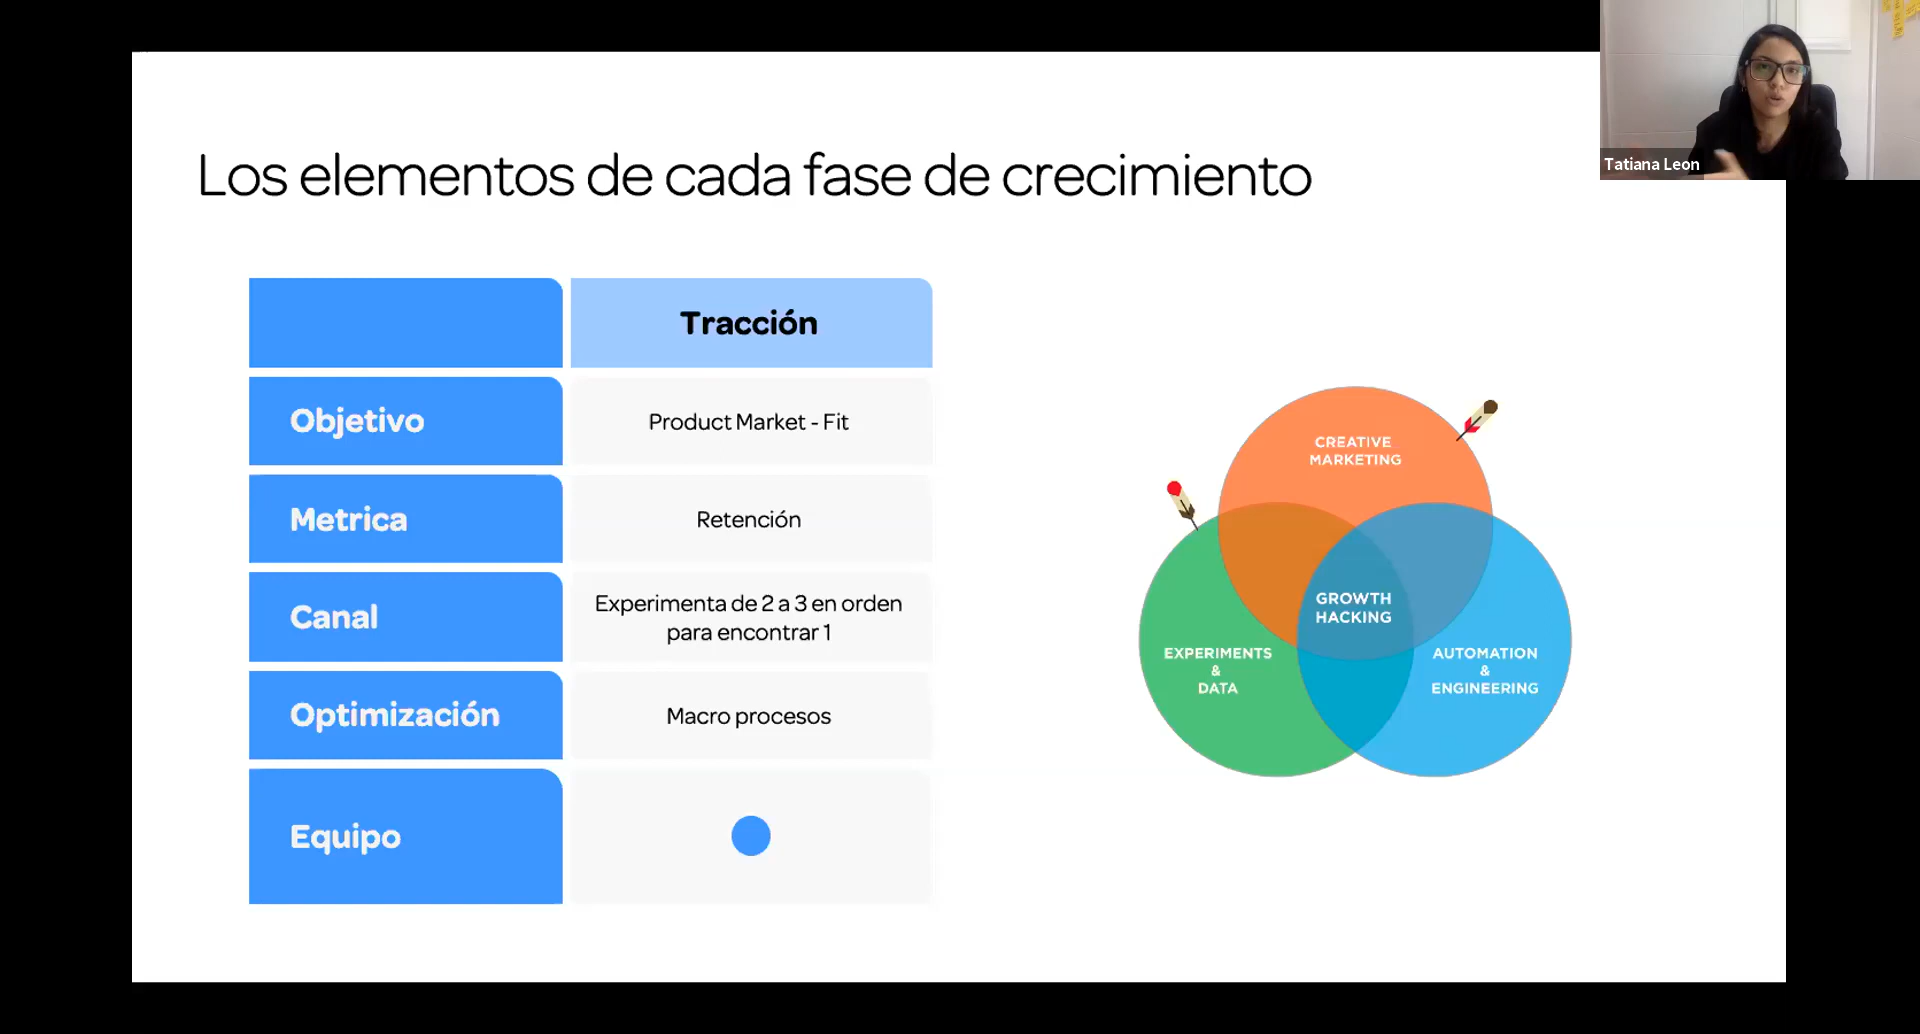 Los elementos de cada fase de crecimiento
Tatiana Leon
Tracción
Objetivo
Product Market - Fit
Metrica
Retención
Canal
Experimenta de 2 a 3 en orden
para encontrar 1
Optimización
Macro procesos
Equipo
CREATIVE
MARKETING
GROWTH
HACKING
EXPERIMENTS
&
DATA
AUTOMATION
&
ENGINEERING